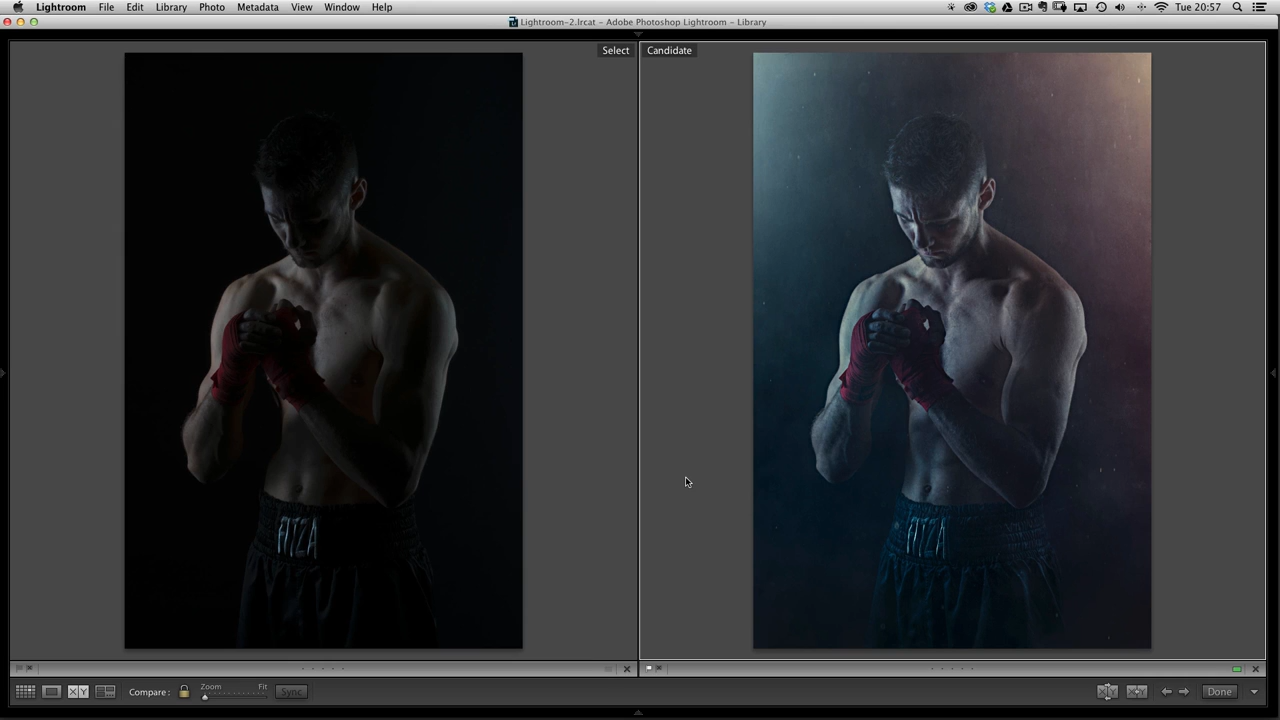 Lightroom File Edit Library Photo Metadata View Window Help Tue 20:57
Lightroom-2.lrcat – Adobe Photoshop Lightroom – Library
Select
Candidate
Compare :
Zoom
Fit
Sync
Done